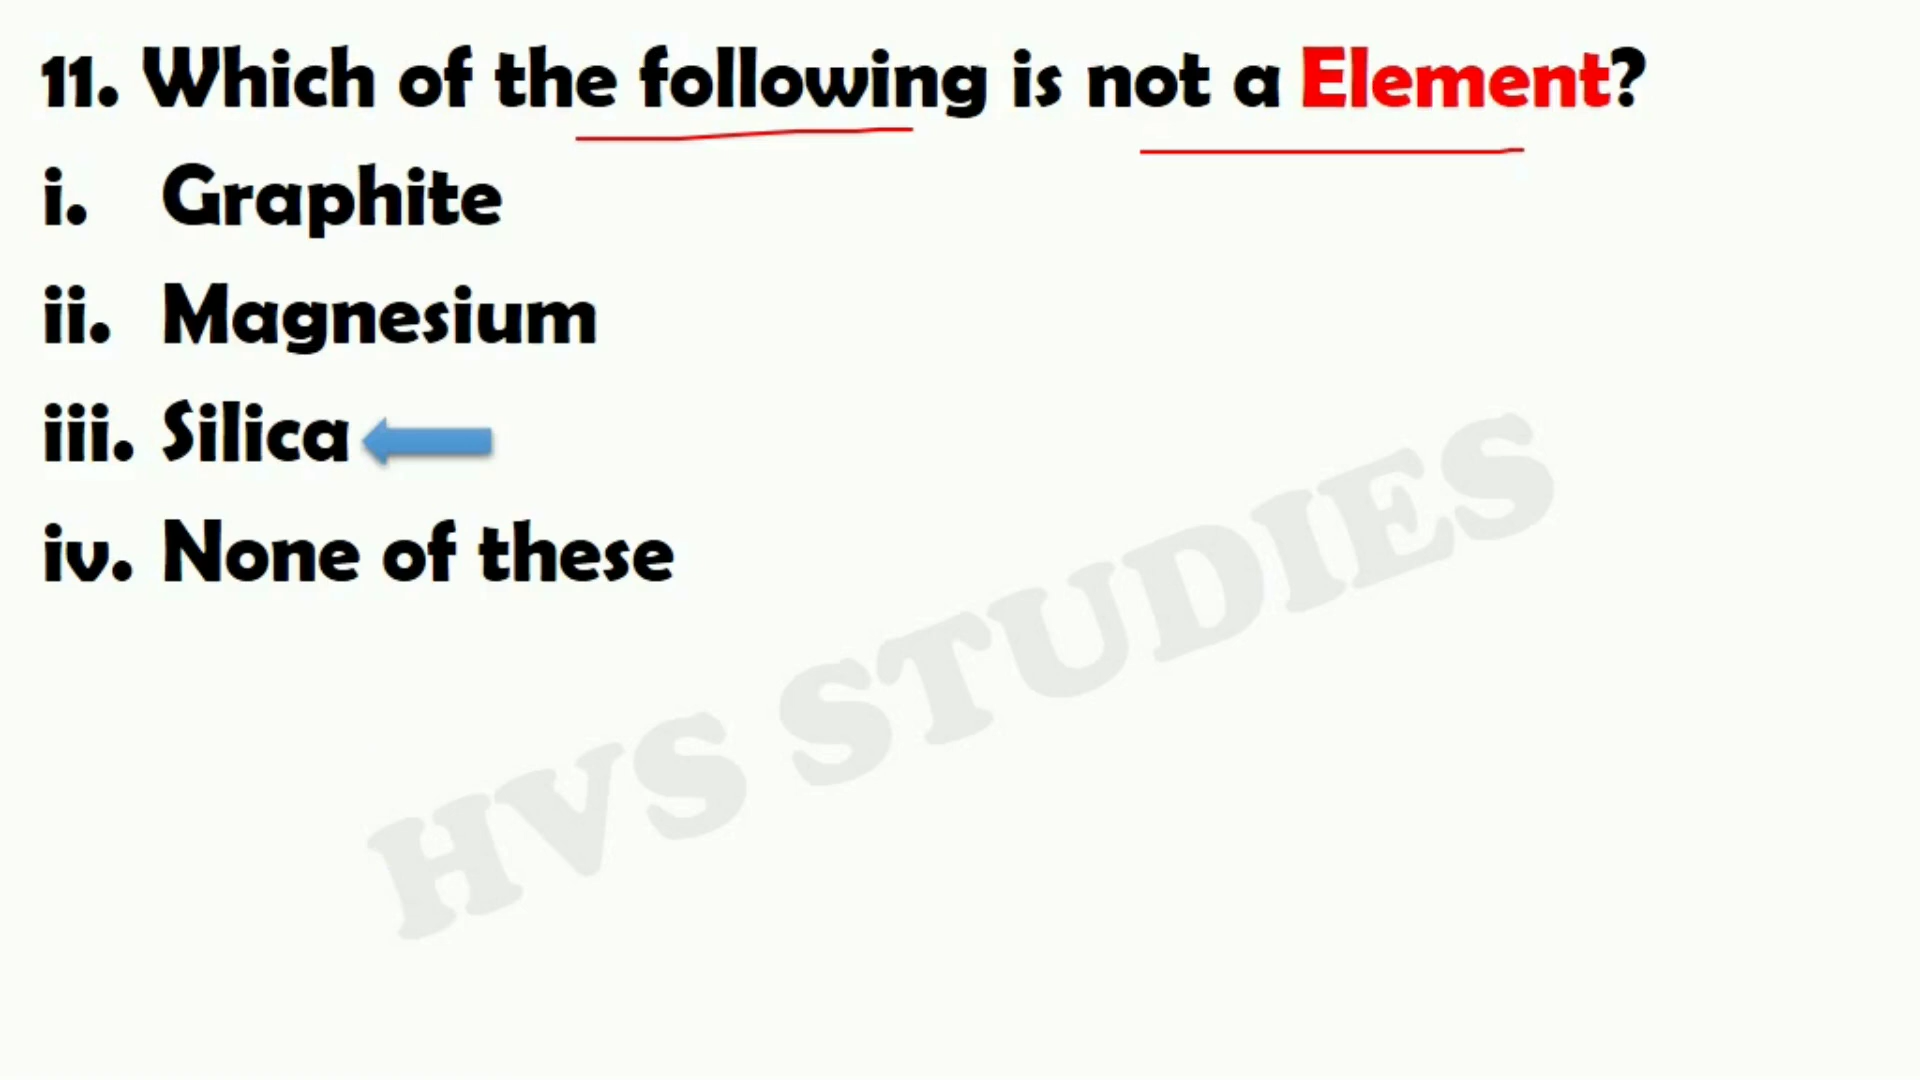 11. Which of the following is not a Element?
i. Graphite
ii. Magnesium
iii. Silica
iv. None of these
HVS STUDIES